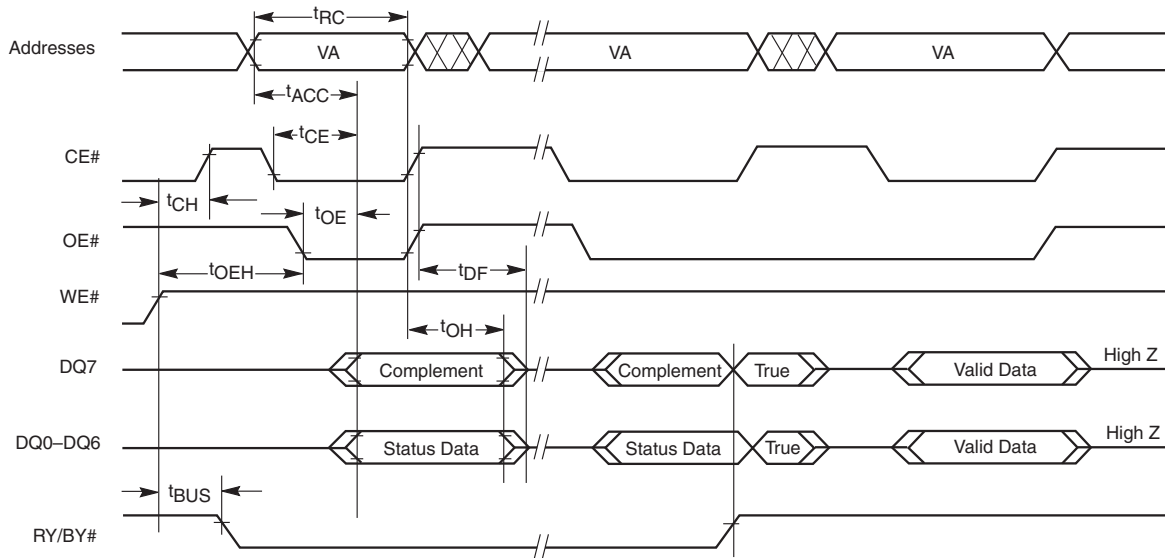 tRC
Addresses VA VA VA
tACC
tCE
CE#
tCH tOE
OE#
tOEH tDF
WE#
tOH
DQ7 Complement Complement True Valid Data High Z
DQ0–DQ6 Status Data Status Data True Valid Data High Z
tBUS
RY/BY#